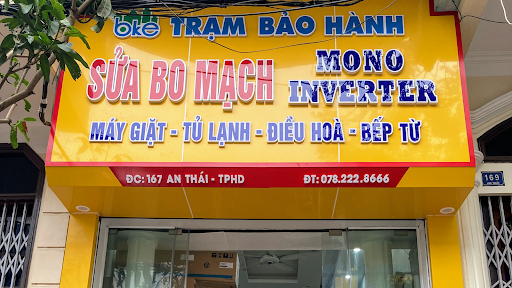 bke TRẠM BẢO HÀNH
SỬA BO MẠCH MONO INVERTER
MÁY GIẶT - TỦ LẠNH - ĐIỀU HOÀ - BẾP TỪ
ĐC: 167 AN THÁI - TPHD ĐT: 078.222.8666
169